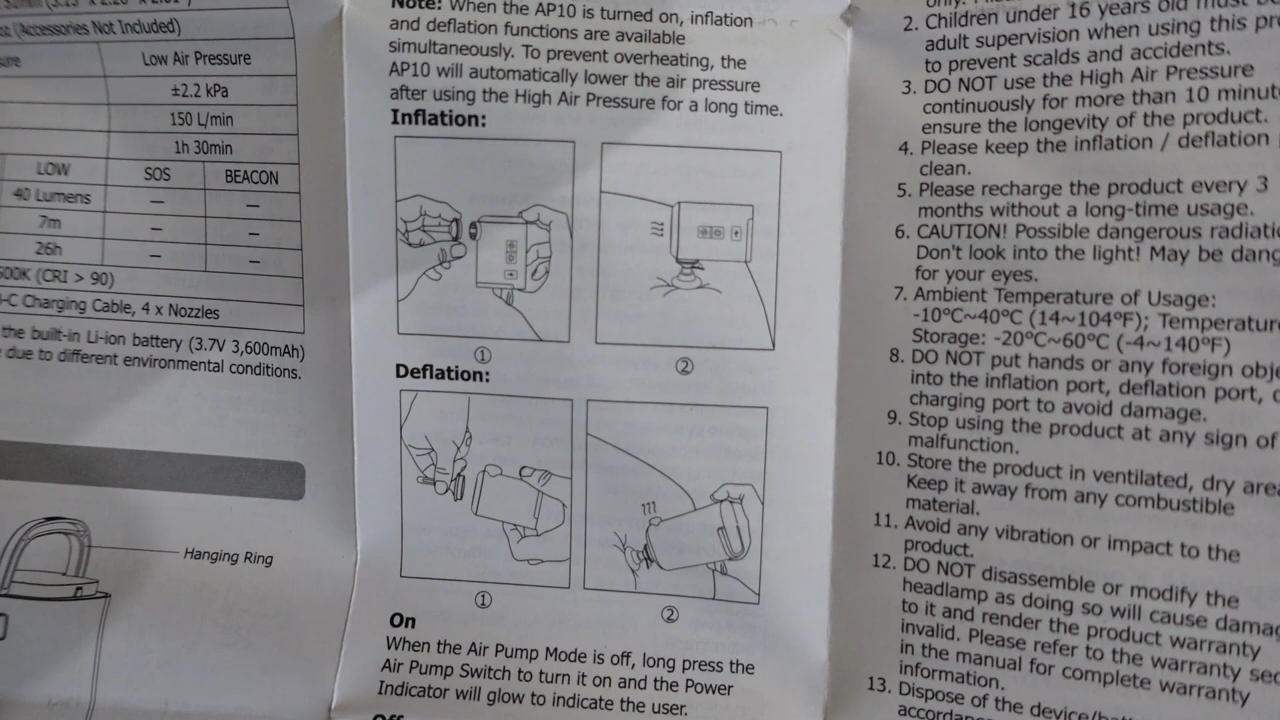 (Accessories Not Included)
Low Air Pressure
±2.2 kPa
150 L/min
1h 30min
LOW SOS BEACON
40 Lumens — —
7m — —
26h — —
(CRI > 90)
-C Charging Cable, 4 x Nozzles
the built-in Li-ion battery (3.7V 3,600mAh)
due to different environmental conditions.
Hanging Ring
Note: When the AP10 is turned on, inflation
and deflation functions are available
simultaneously. To prevent overheating, the
AP10 will automatically lower the air pressure
after using the High Air Pressure for a long time.
Inflation:
① ②
Deflation:
① ②
On
When the Air Pump Mode is off, long press the
Air Pump Switch to turn it on and the Power
Indicator will glow to indicate the user.
Off
2. Children under 16 years old must
adult supervision when using this
to prevent scalds and accidents.
3. DO NOT use the High Air Pressure
continuously for more than 10
ensure the longevity of the product.
4. Please keep the inflation / deflation
clean.
5. Please recharge the product every 3
months without a long-time usage.
6. CAUTION! Possible dangerous
Don't look into the light! May be
for your eyes.
7. Ambient Temperature of Usage:
-10°C~40°C (14~104°F); Temperature
Storage: -20°C~60°C (-4~140°F)
8. DO NOT put hands or any foreign
into the inflation port, deflation port,
charging port to avoid damage.
9. Stop using the product at any sign of
malfunction.
10. Store the product in ventilated, dry
Keep it away from any combustible
material.
11. Avoid any vibration or impact to the
product.
12. DO NOT disassemble or modify the
headlamp as doing so will cause
to it and render the product warranty
invalid. Please refer to the warranty
in the manual for complete warranty
information.
13. Dispose of the